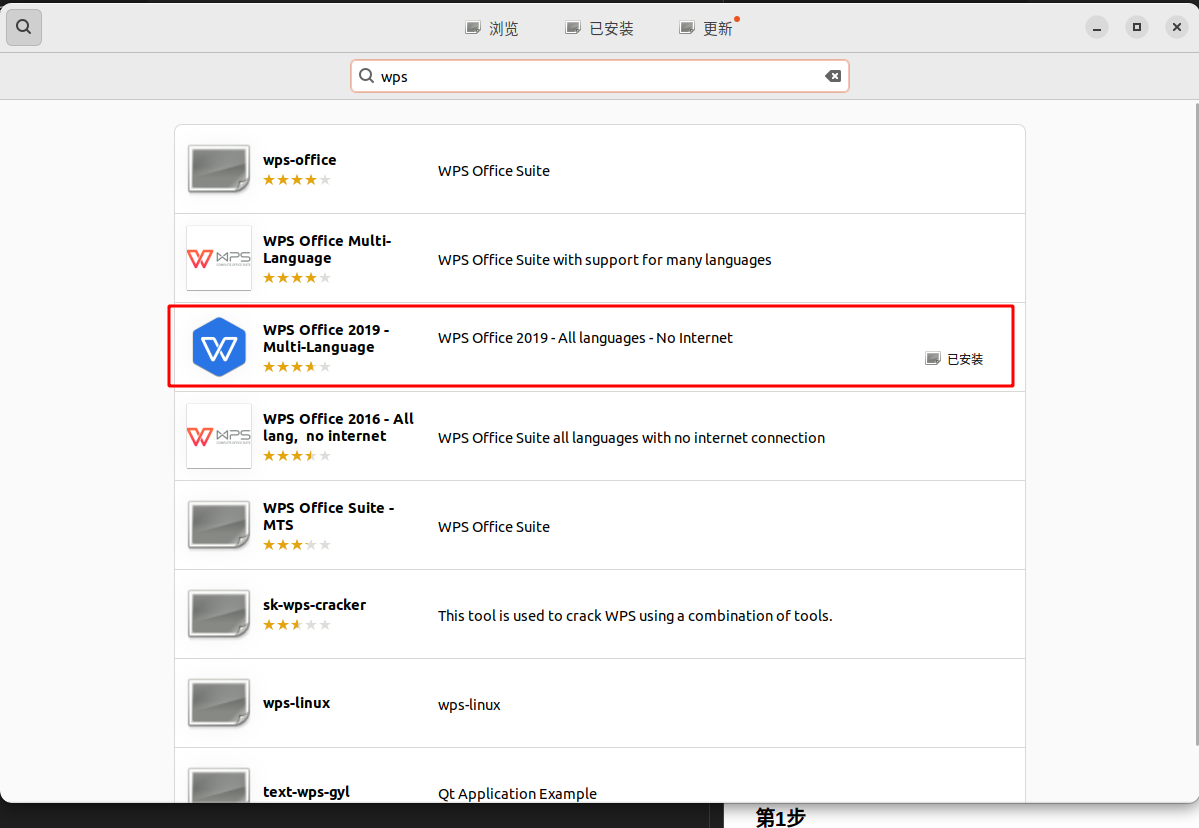 浏览
已安装
更新
wps
wps-office
WPS Office Suite
WPS Office Multi-
Language
WPS Office Suite with support for many languages
WPS Office 2019 -
Multi-Language
WPS Office 2019 - All languages - No Internet
已安装
WPS Office 2016 - All
lang, no internet
WPS Office Suite all languages with no internet connection
WPS Office Suite -
MTS
WPS Office Suite
sk-wps-cracker
This tool is used to crack WPS using a combination of tools.
wps-linux
wps-linux
text-wps-gyl
Qt Application Example
第1步